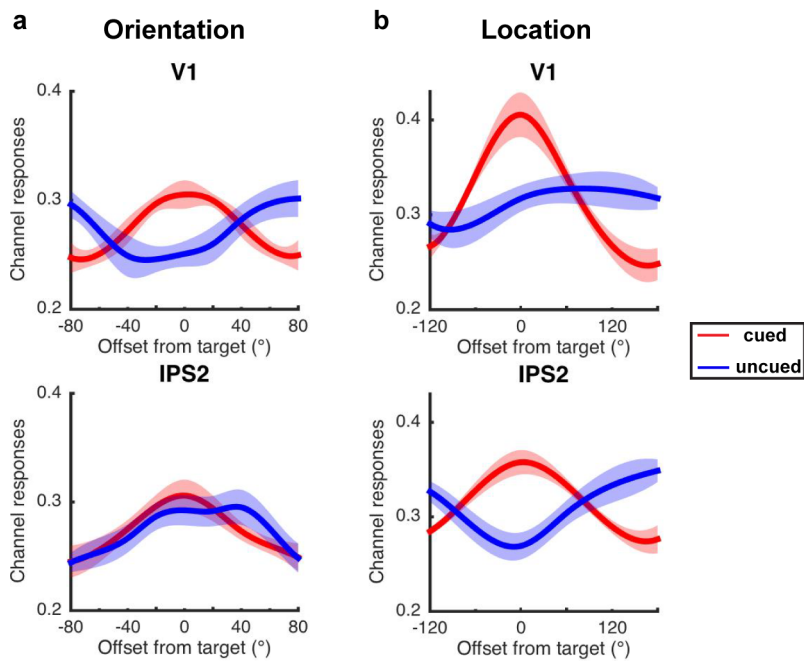 a
Orientation
V1
Channel responses
0.4
0.3
0.2
-80 -40 0 40 80
Offset from target (°)
IPS2
Channel responses
0.4
0.3
0.2
-80 -40 0 40 80
Offset from target (°)
b
Location
V1
Channel responses
0.4
0.3
0.2
-120 0 120
Offset from target (°)
IPS2
Channel responses
0.4
0.3
0.2
-120 0 120
Offset from target (°)
cued
uncued